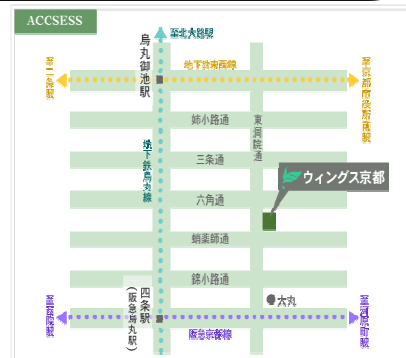 ACCSESS
至北大路駅
烏丸御池駅
地下鉄東西線
至二条駅
至京都市役所前駅
姉小路通
東洞院通
地下鉄烏丸線
三条通
ウィングス京都
六角通
蛸薬師通
錦小路通
大丸
四条駅
(阪急烏丸駅)
至西院駅
至河原町駅
阪急京都線